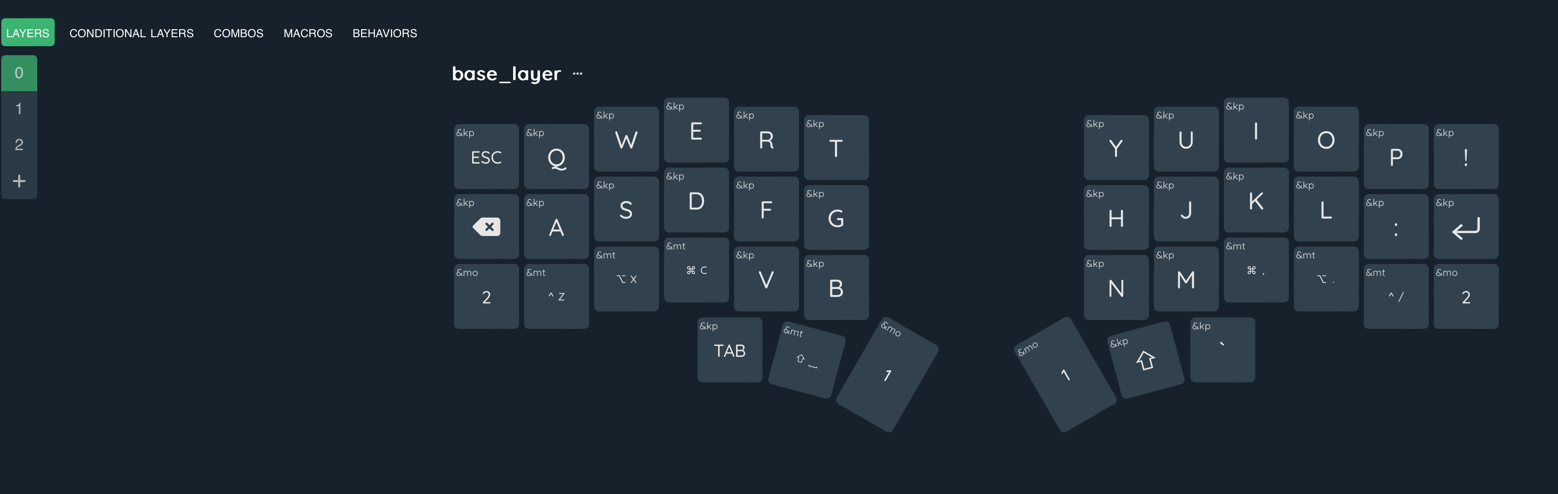 LAYERS CONDITIONAL LAYERS COMBOS MACROS BEHAVIORS
0
1
2
+
base_layer ···
&kp ESC &kp Q &kp W &kp E &kp R &kp T &kp Y &kp U &kp I &kp O &kp P &kp !
&kp ⌫ &kp A &kp S &kp D &kp F &kp G &kp H &kp J &kp K &kp L &kp : &kp ↵
&mo 2 &mt ^ Z &mt ⌥ X &mt ⌘ C &kp V &kp B &kp N &kp M &mt ⌘ , &mt ⌥ . &mt ^ / &mo 2
&kp TAB &mt ⇧ ⎵ &mo 1 &mo 1 &kp ⇧ &kp `